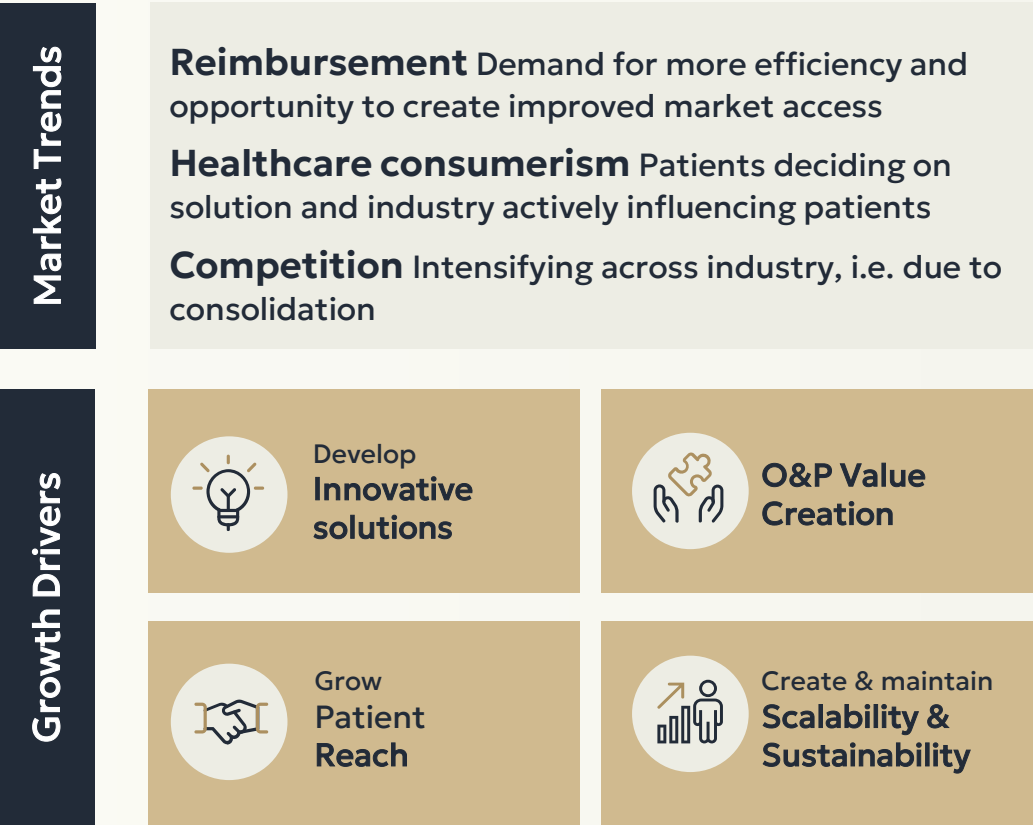 Market Trends
Reimbursement Demand for more efficiency and
opportunity to create improved market access
Healthcare consumerism Patients deciding on
solution and industry actively influencing patients
Competition Intensifying across industry, i.e. due to
consolidation
Growth Drivers
Develop
Innovative
solutions
O&P Value
Creation
Grow
Patient
Reach
Create & maintain
Scalability &
Sustainability